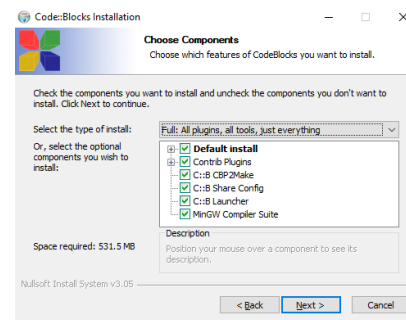 Code::Blocks Installation
Choose Components
Choose which features of CodeBlocks you want to install.
Check the components you want to install and uncheck the components you don't want to
install. Click Next to continue.
Select the type of install:
Full: All plugins, all tools, just everything
Or, select the optional
components you wish to
install:
Default install
Contrib Plugins
C::B CBP2Make
C::B Share Config
C::B Launcher
MinGW Compiler Suite
Space required: 531.5 MB
Description
Position your mouse over a component to see its
description.
Nullsoft Install System v3.05
< Back
Next >
Cancel